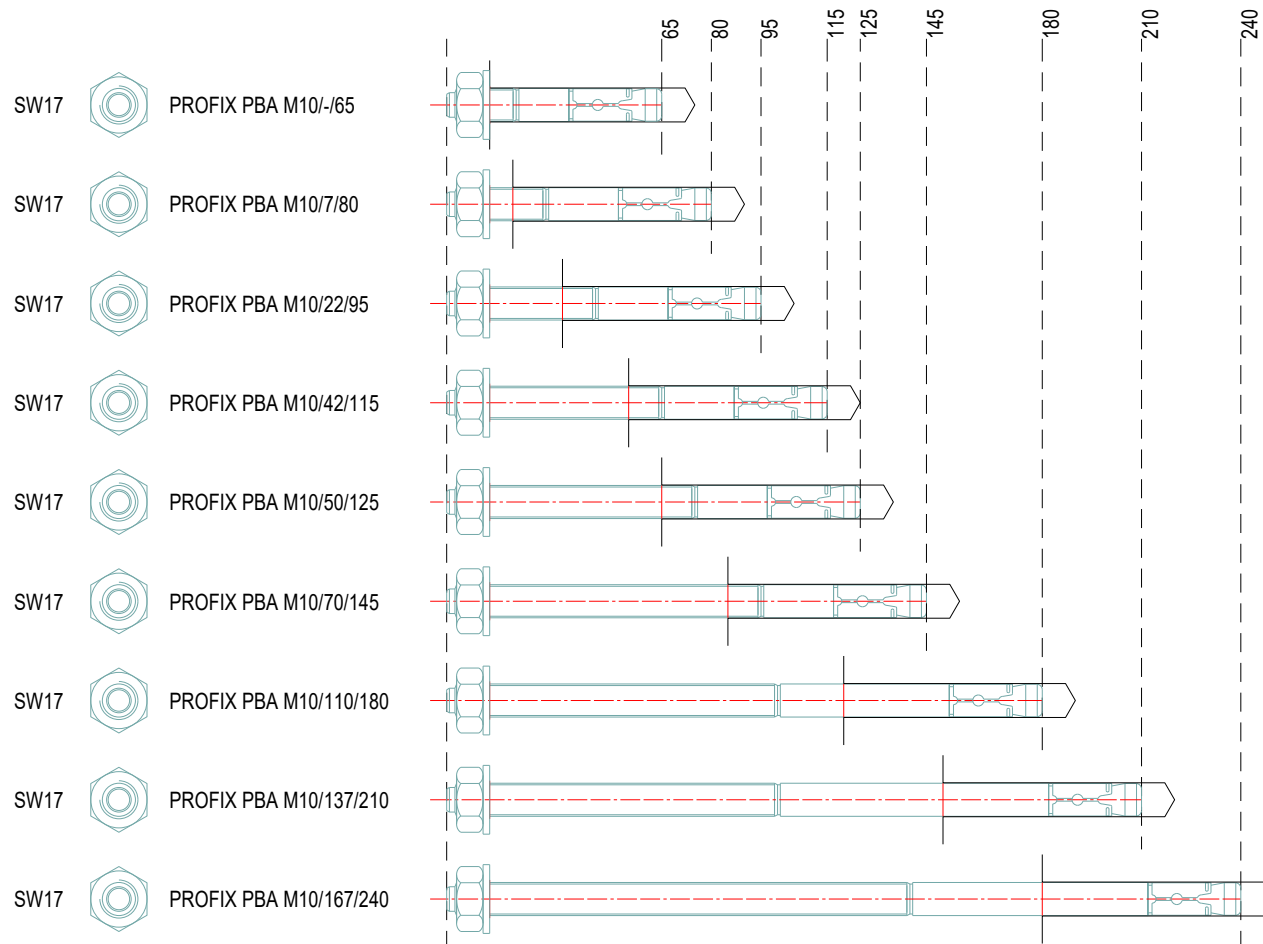 65 80 95 115 125 145 180 210 240
SW17 PROFIX PBA M10/-/65
SW17 PROFIX PBA M10/7/80
SW17 PROFIX PBA M10/22/95
SW17 PROFIX PBA M10/42/115
SW17 PROFIX PBA M10/50/125
SW17 PROFIX PBA M10/70/145
SW17 PROFIX PBA M10/110/180
SW17 PROFIX PBA M10/137/210
SW17 PROFIX PBA M10/167/240